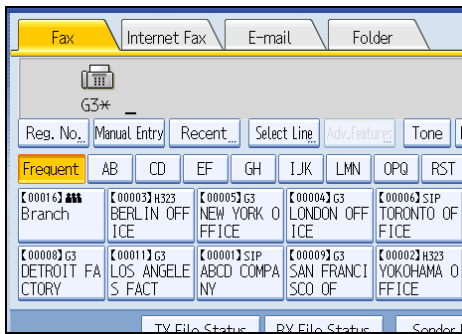 Fax Internet Fax E-mail Folder
G3* _
Reg. No. Manual Entry Recent Select Line Adv.Features Tone
Frequent AB CD EF GH IJK LMN OPQ RST
【00016】 【00003】H323 【00005】G3 【00004】G3 【00006】SIP
Branch BERLIN OFF NEW YORK O LONDON OFF TORONTO OF
ICE FFICE ICE FICE
【00008】G3 【00011】G3 【00001】SIP 【00009】G3 【00002】H323
DETROIT FA LOS ANGELE ABCD COMPA SAN FRANCI YOKOHAMA O
CTORY S FACT NY SCO OF FFICE
TX File Status RX File Status Sender